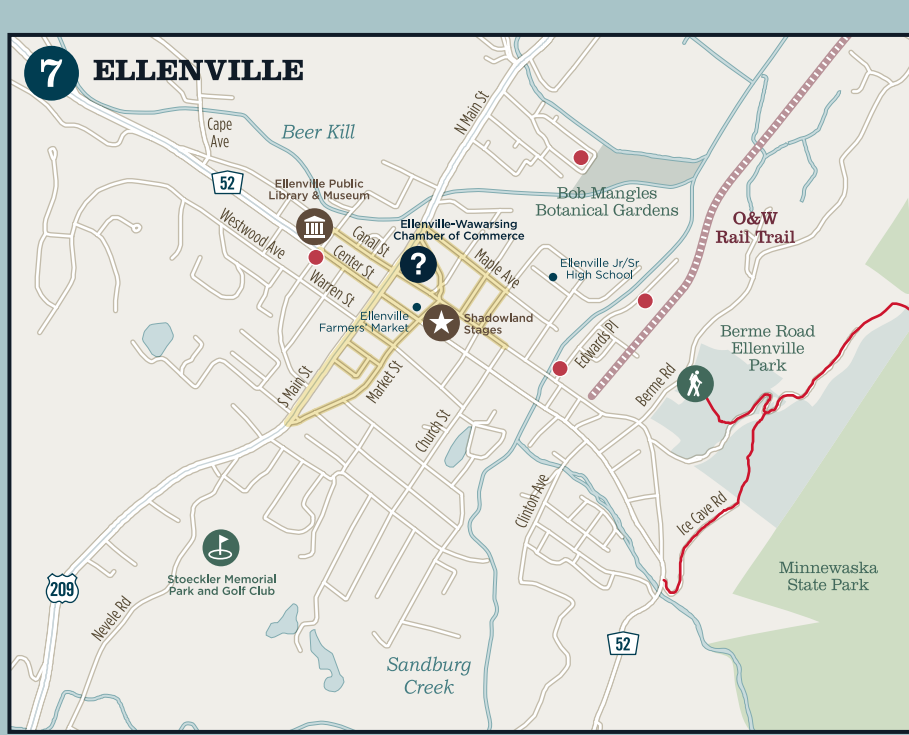 7 ELLENVILLE
N Main St
Cape
Ave
Beer Kill
52
Ellenville Public
Library & Museum
Bob Mangles
Botanical Gardens
Westwood Ave
Canal St
Ellenville-Wawarsing
Chamber of Commerce
O&W
Rail Trail
Center St
?
Maple Ave
Ellenville Jr/Sr
High School
Warren St
Ellenville
Farmers' Market
Shadowland
Stages
Edwards Pl
Berme Road
Ellenville
Park
S Main St
Market St
Berme Rd
Church St
Clinton Ave
Ice Cave Rd
Stoeckler Memorial
Park and Golf Club
Minnewaska
State Park
209
Nevele Rd
52
Sandburg
Creek